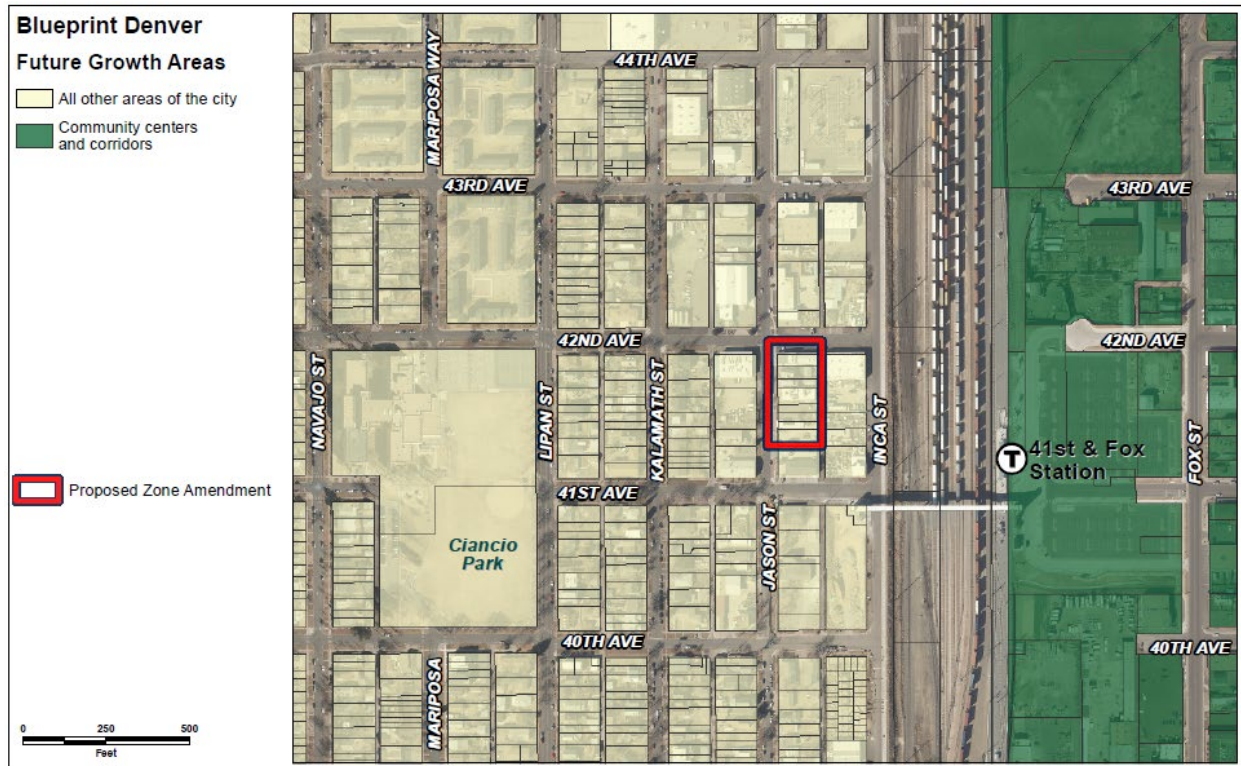 Blueprint Denver
Future Growth Areas
All other areas of the city
Community centers
and corridors
Proposed Zone Amendment
0 250 500
Feet
MARIPOSA WAY
44TH AVE
43RD AVE
43RD AVE
42ND AVE
42ND AVE
NAVAJO ST
LIPAN ST
KALAMATH ST
INCA ST
T
41st & Fox
Station
FOX ST
41ST AVE
JASON ST
Ciancio
Park
40TH AVE
40TH AVE
MARIPOSA